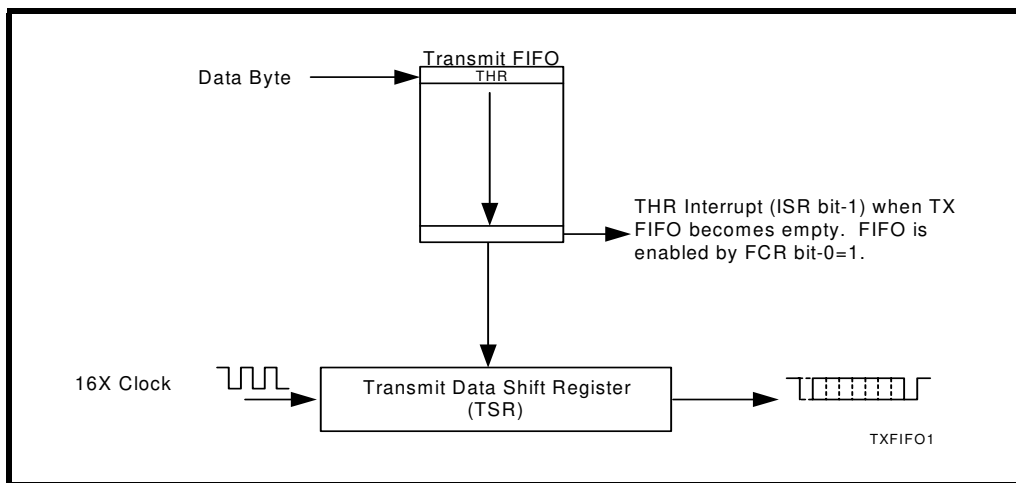 Transmit FIFO
Data Byte
THR
THR Interrupt (ISR bit-1) when TX
FIFO becomes empty. FIFO is
enabled by FCR bit-0=1.
16X Clock
Transmit Data Shift Register
(TSR)
TXFIFO1